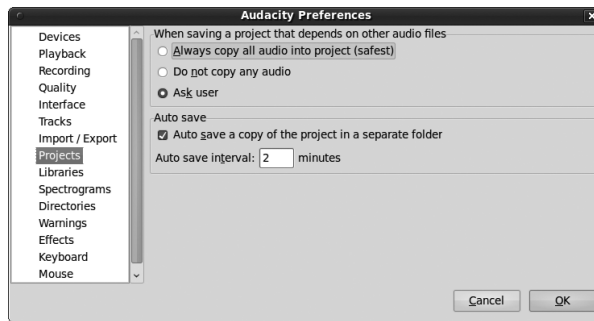 Audacity Preferences
Devices
Playback
Recording
Quality
Interface
Tracks
Import / Export
Projects
Libraries
Spectrograms
Directories
Warnings
Effects
Keyboard
Mouse
When saving a project that depends on other audio files
Always copy all audio into project (safest)
Do not copy any audio
Ask user
Auto save
Auto save a copy of the project in a separate folder
Auto save interval: 2 minutes
Cancel OK